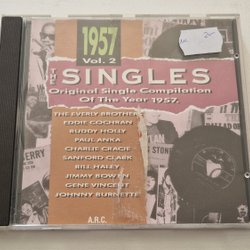 1957
Vol. 2
THE SINGLES
Original Single Compilation
Of The Year 1957.
THE EVERLY BROTHERS
EDDIE COCHRAN
BUDDY HOLLY
PAUL ANKA
CHARLIE GRACIE
SANFORD CLARK
BILL HALEY
JIMMY BOWEN
GENE VINCENT
JOHNNY BURNETTE
A.R.C.